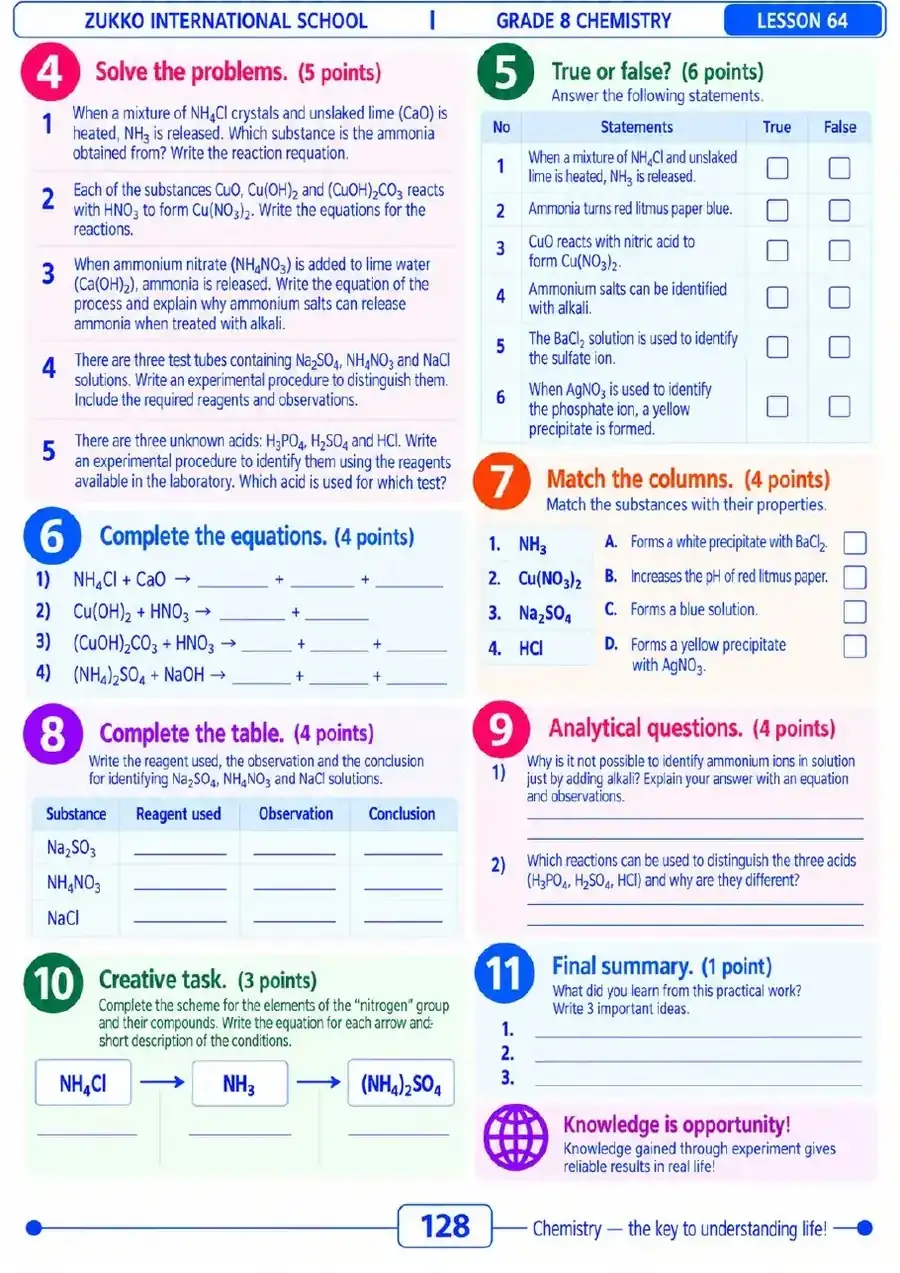 ZUKKO INTERNATIONAL SCHOOL | GRADE 8 CHEMISTRY LESSON 64
4 Solve the problems. (5 points)
1 When a mixture of NH₄Cl crystals and unslaked lime (CaO) is
heated, NH₃ is released. Which substance is the ammonia
obtained from? Write the reaction requation.
2 Each of the substances CuO, Cu(OH)₂ and (CuOH)₂CO₃ reacts
with HNO₃ to form Cu(NO₃)₂. Write the equations for the
reactions.
3 When ammonium nitrate (NH₄NO₃) is added to lime water
(Ca(OH)₂), ammonia is released. Write the equation of the
process and explain why ammonium salts can release
ammonia when treated with alkali.
4 There are three test tubes containing Na₂SO₄, NH₄NO₃ and NaCl
solutions. Write an experimental procedure to distinguish them.
Include the required reagents and observations.
5 There are three unknown acids: H₃PO₄, H₂SO₄ and HCl. Write
an experimental procedure to identify them using the reagents
available in the laboratory. Which acid is used for which test?
5 True or false? (6 points)
Answer the following statements.
No Statements True False
1 When a mixture of NH₄Cl and unslaked
lime is heated, NH₃ is released.
2 Ammonia turns red litmus paper blue.
3 CuO reacts with nitric acid to
form Cu(NO₃)₂.
4 Ammonium salts can be identified
with alkali.
5 The BaCl₂ solution is used to identify
the sulfate ion.
6 When AgNO₃ is used to identify
the phosphate ion, a yellow
precipitate is formed.
6 Complete the equations. (4 points)
1) NH₄Cl + CaO → ________ + ________ + ________
2) Cu(OH)₂ + HNO₃ → ________ + ________
3) (CuOH)₂CO₃ + HNO₃ → ________ + ________ + ________
4) (NH₄)₂SO₄ + NaOH → ________ + ________ + ________
7 Match the columns. (4 points)
Match the substances with their properties.
1. NH₃ A. Forms a white precipitate with BaCl₂.
2. Cu(NO₃)₂ B. Increases the pH of red litmus paper.
3. Na₂SO₄ C. Forms a blue solution.
4. HCl D. Forms a yellow precipitate
with AgNO₃.
8 Complete the table. (4 points)
Write the reagent used, the observation and the conclusion
for identifying Na₂SO₄, NH₄NO₃ and NaCl solutions.
Substance Reagent used Observation Conclusion
Na₂SO₃
NH₄NO₃
NaCl
9 Analytical questions. (4 points)
1) Why is it not possible to identify ammonium ions in solution
just by adding alkali? Explain your answer with an equation
and observations.
2) Which reactions can be used to distinguish the three acids
(H₃PO₄, H₂SO₄, HCl) and why are they different?
10 Creative task. (3 points)
Complete the scheme for the elements of the “nitrogen” group
and their compounds. Write the equation for each arrow and
short description of the conditions.
NH₄Cl → NH₃ → (NH₄)₂SO₄
11 Final summary. (1 point)
What did you learn from this practical work?
Write 3 important ideas.
1.
2.
3.
Knowledge is opportunity!
Knowledge gained through experiment gives
reliable results in real life!
128 Chemistry — the key to understanding life!